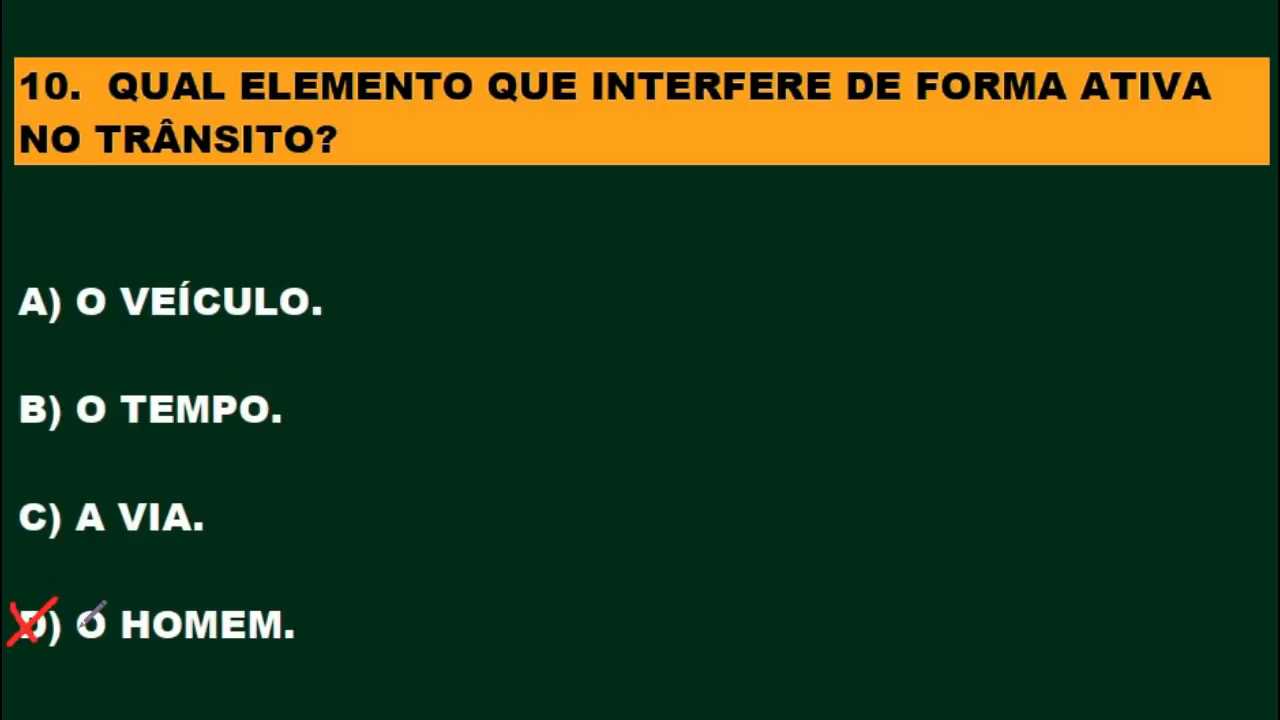 10. QUAL ELEMENTO QUE INTERFERE DE FORMA ATIVA
NO TRÂNSITO?
A) O VEÍCULO.
B) O TEMPO.
C) A VIA.
D) O HOMEM.